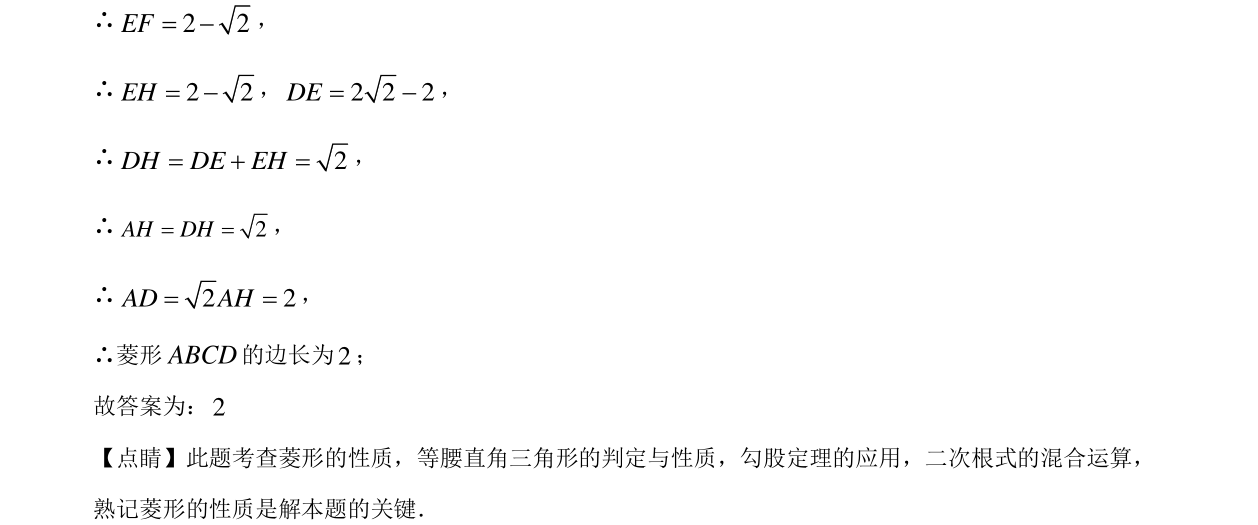 ∴ EF = 2−√2，
∴ EH = 2−√2， DE = 2√2−2，
∴ DH = DE + EH = √2，
∴ AH = DH = √2，
∴ AD = √2AH = 2，
∴菱形 ABCD 的边长为2；
故答案为：2
【点睛】此题考查菱形的性质，等腰直角三角形的判定与性质，勾股定理的应用，二次根式的混合运算，
熟记菱形的性质是解本题的关键．